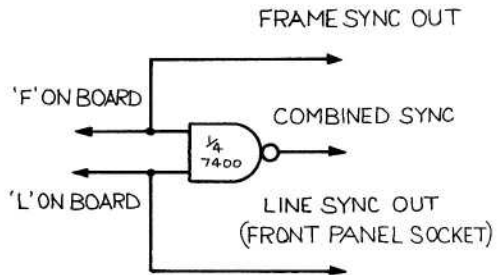 FRAME SYNC OUT
'F' ON BOARD
COMBINED SYNC
1/4
7400
'L' ON BOARD
LINE SYNC OUT
(FRONT PANEL SOCKET)